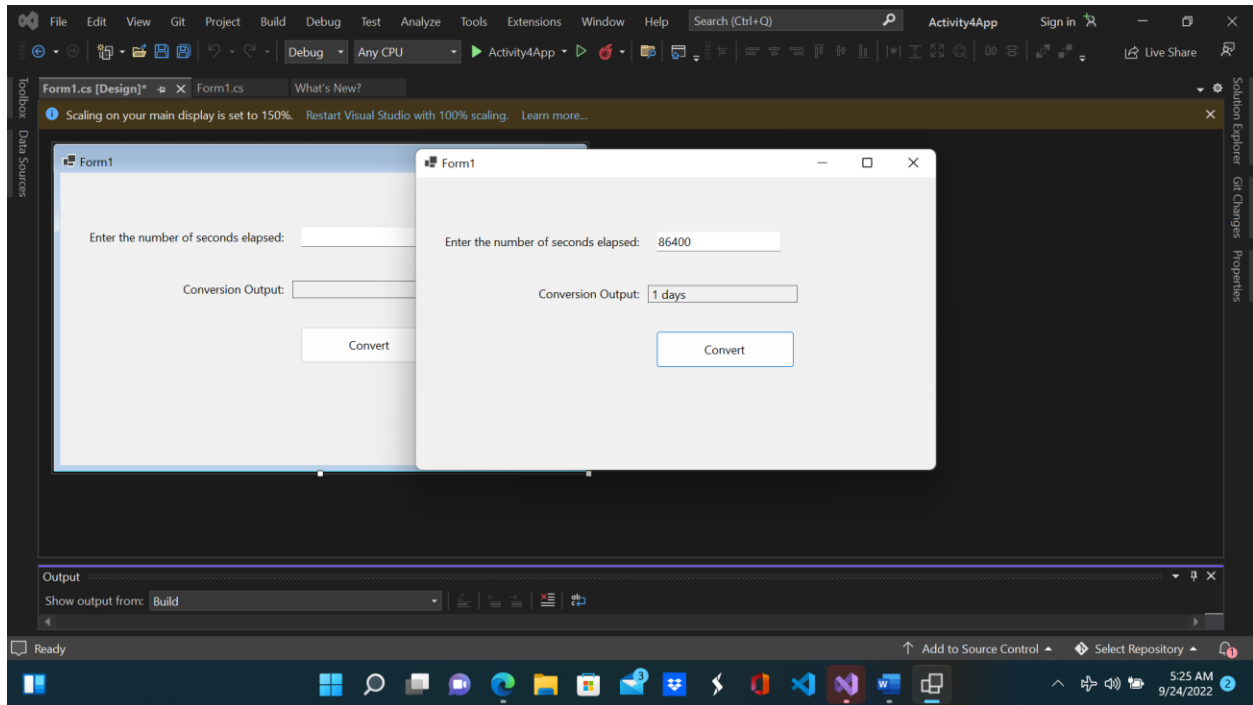 File Edit View Git Project Build Debug Test Analyze Tools Extensions Window Help Search (Ctrl+Q) Activity4App Sign in
Debug Any CPU Activity4App Live Share
Toolbox
Data Sources
Form1.cs [Design]* Form1.cs What's New?
Scaling on your main display is set to 150%. Restart Visual Studio with 100% scaling. Learn more...
Form1
Enter the number of seconds elapsed:
Conversion Output:
Convert
Form1
Enter the number of seconds elapsed: 86400
Conversion Output: 1 days
Convert
Solution Explorer
Git Changes
Properties
Output
Show output from: Build
Ready Add to Source Control Select Repository 1
3
W
5:25 AM
9/24/2022
2